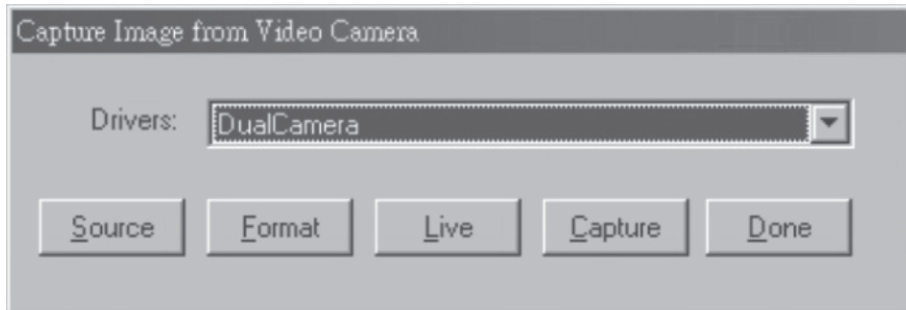 Capture Image from Video Camera
Drivers: DualCamera
Source Format Live Capture Done